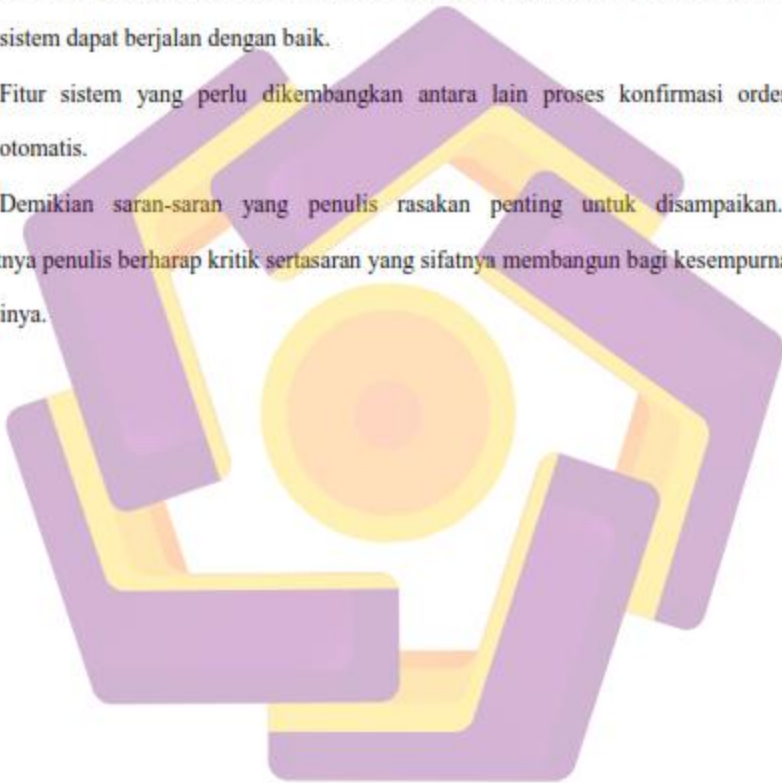 sistem dapat berjalan dengan baik.
Fitur sistem yang perlu dikembangkan antara lain proses konfirmasi order
otomatis.
Demikian saran-saran yang penulis rasakan penting untuk disampaikan.
nya penulis berharap kritik sertasaran yang sifatnya membangun bagi kesempurna
inya.